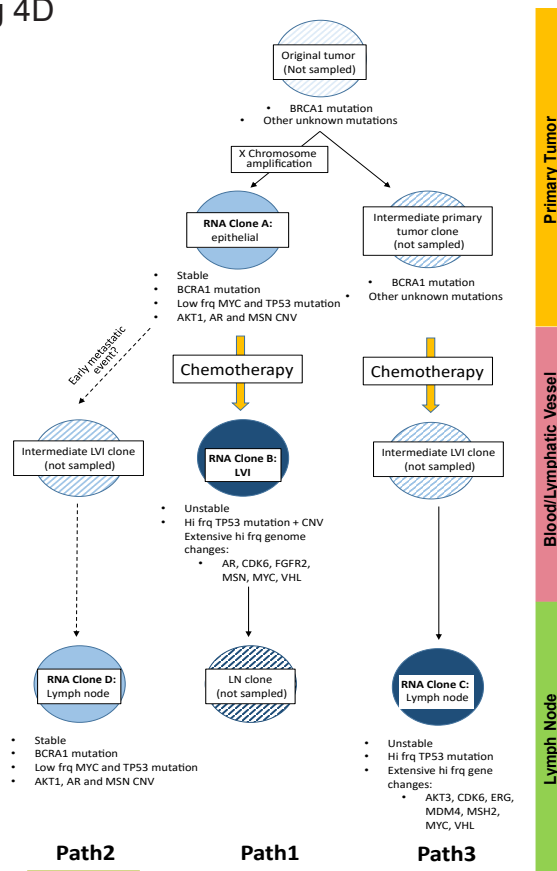 g 4D
Original tumor
(Not sampled)
• BRCA1 mutation
• Other unknown mutations
X Chromosome
amplification
RNA Clone A:
epithelial
• Stable
• BCRA1 mutation
• Low frq MYC and TP53 mutation
• AKT1, AR and MSN CNV
Intermediate primary
tumor clone
(not sampled)
• BCRA1 mutation
• Other unknown mutations
Primary Tumor
Early metastatic
event?
Chemotherapy
Chemotherapy
Intermediate LVI clone
(not sampled)
RNA Clone B:
LVI
• Unstable
• Hi frq TP53 mutation + CNV
Extensive hi frq genome
changes:
• AR, CDK6, FGFR2,
MSN, MYC, VHL
Intermediate LVI clone
(not sampled)
Blood/Lymphatic Vessel
RNA Clone D:
Lymph node
• Stable
• BCRA1 mutation
• Low frq MYC and TP53 mutation
• AKT1, AR and MSN CNV
LN clone
(not sampled)
RNA Clone C:
Lymph node
• Unstable
• Hi frq TP53 mutation
• Extensive hi frq gene
changes:
• AKT3, CDK6, ERG,
MDM4, MSH2,
MYC, VHL
Lymph Node
Path2
Path1
Path3